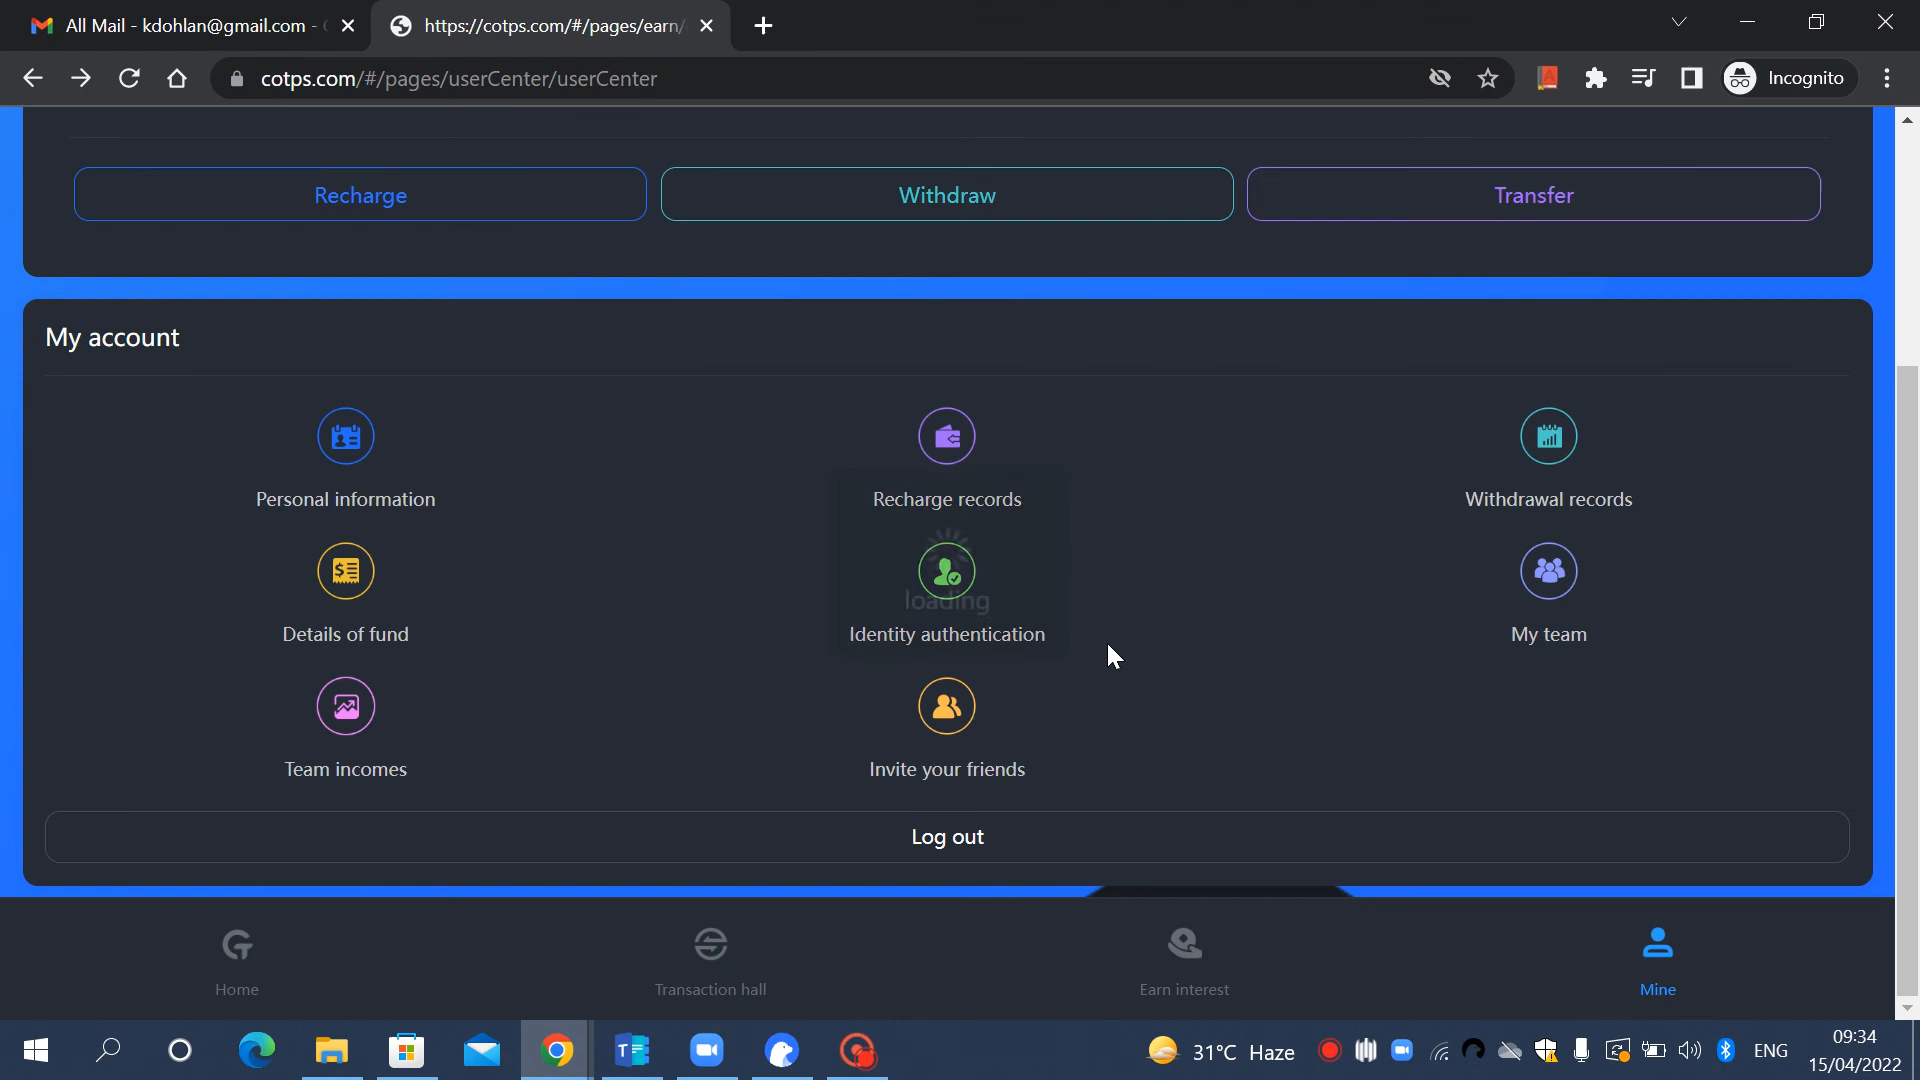 All Mail - kdohlan@gmail.com -
https://cotps.com/#/pages/earn/
cotps.com/#/pages/userCenter/userCenter
Incognito
Recharge
Withdraw
Transfer
My account
Personal information
Recharge records
Withdrawal records
loading
Details of fund
Identity authentication
My team
Team incomes
Invite your friends
Log out
Home
Transaction hall
Earn interest
Mine
31°C Haze
ENG
09:34
15/04/2022